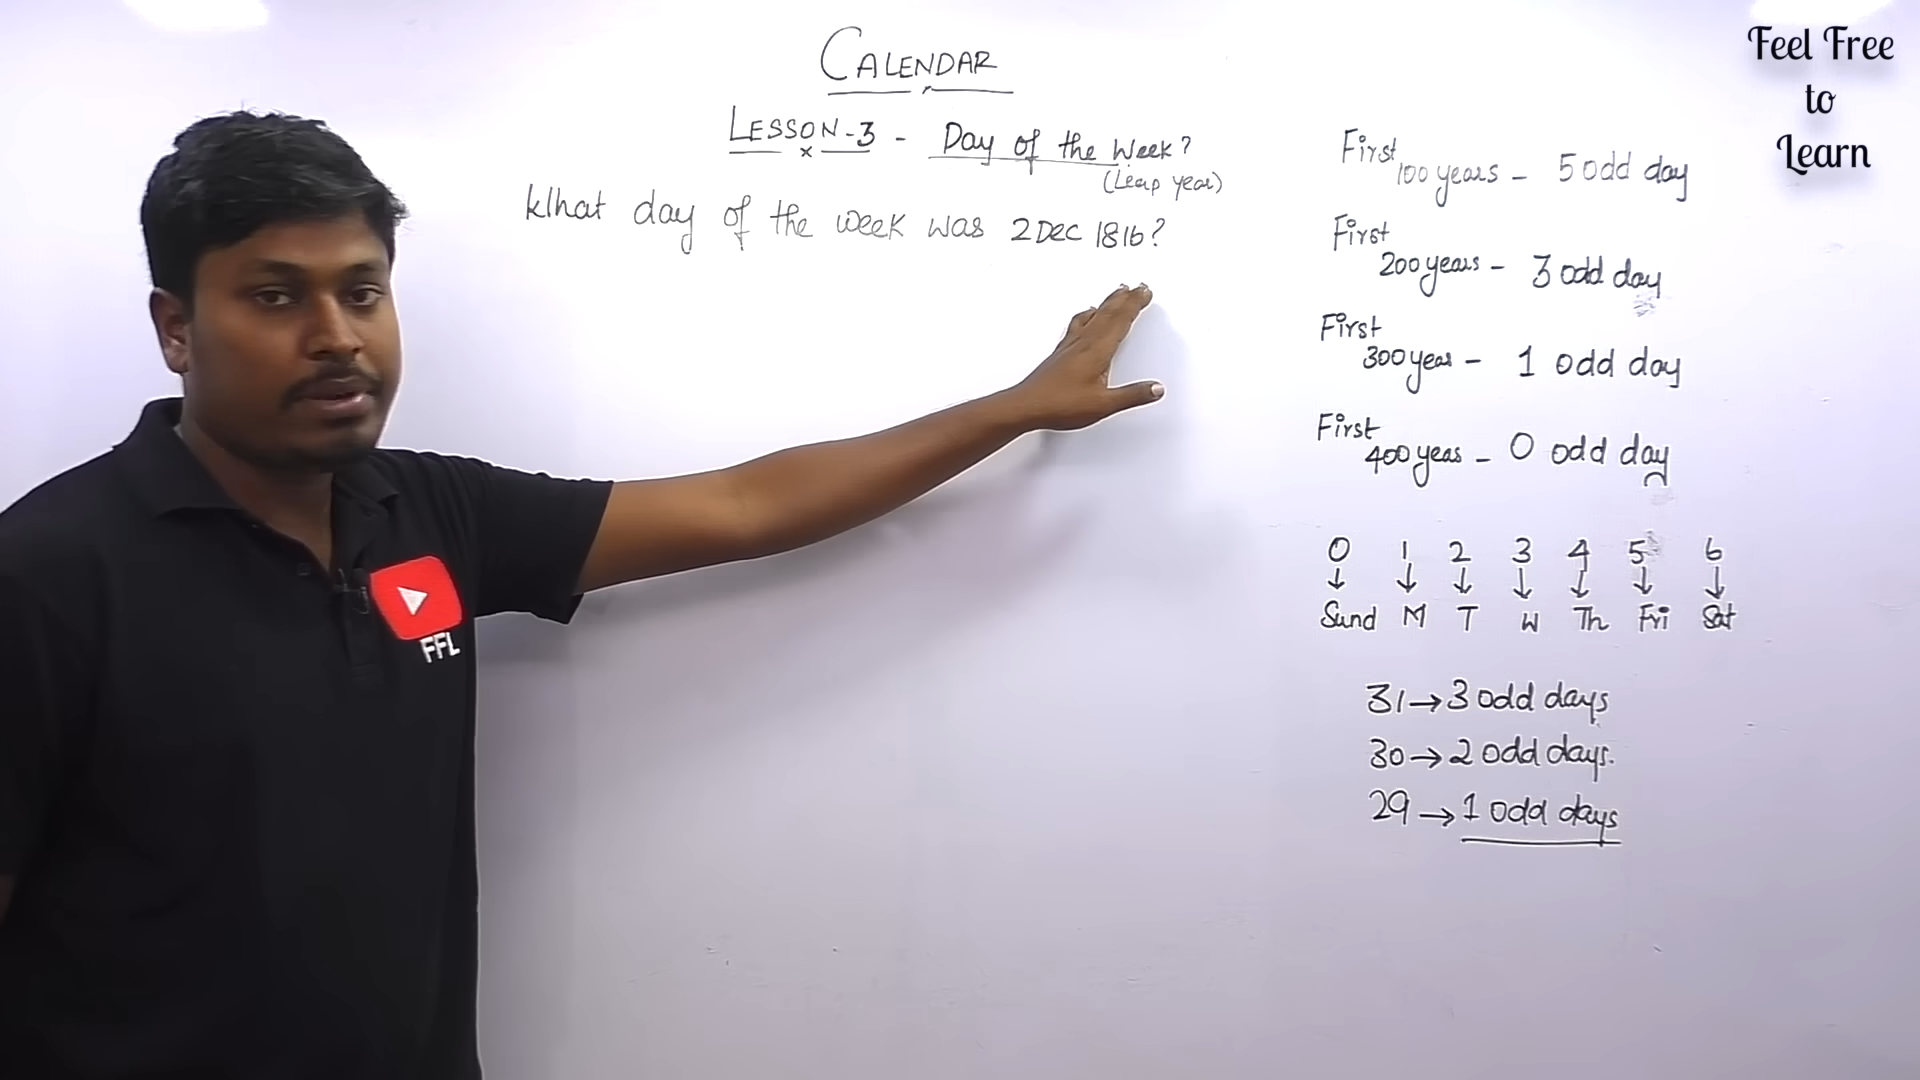 CALENDAR
LESSON-3 - Day of the Week?
(Leap year)
What day of the week was 2 Dec 1816?
Feel Free
to
Learn
First
100 years - 5 odd day
First
200 years - 3 odd day
First
300 year - 1 odd day
First
400 yeas - 0 odd day
0 1 2 3 4 5 6
↓ ↓ ↓ ↓ ↓ ↓ ↓
Sund M T W Th Fri Sat
31 → 3 odd days
30 → 2 odd days.
29 → 1 odd days
FFL